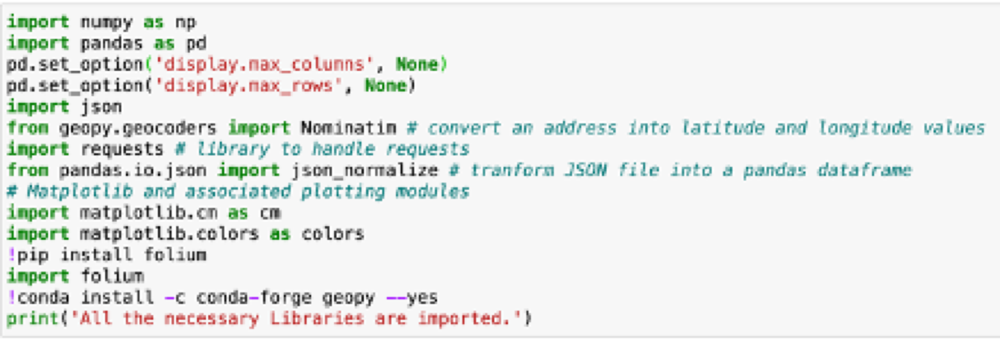 import numpy as np
import pandas as pd
pd.set_option('display.max_columns', None)
pd.set_option('display.max_rows', None)
import json
from geopy.geocoders import Nominatim # convert an address into latitude and longitude values
import requests # library to handle requests
from pandas.io.json import json_normalize # tranform JSON file into a pandas dataframe
# Matplotlib and associated plotting modules
import matplotlib.cm as cm
import matplotlib.colors as colors
!pip install folium
import folium
!conda install -c conda-forge geopy --yes
print('All the necessary Libraries are imported.')